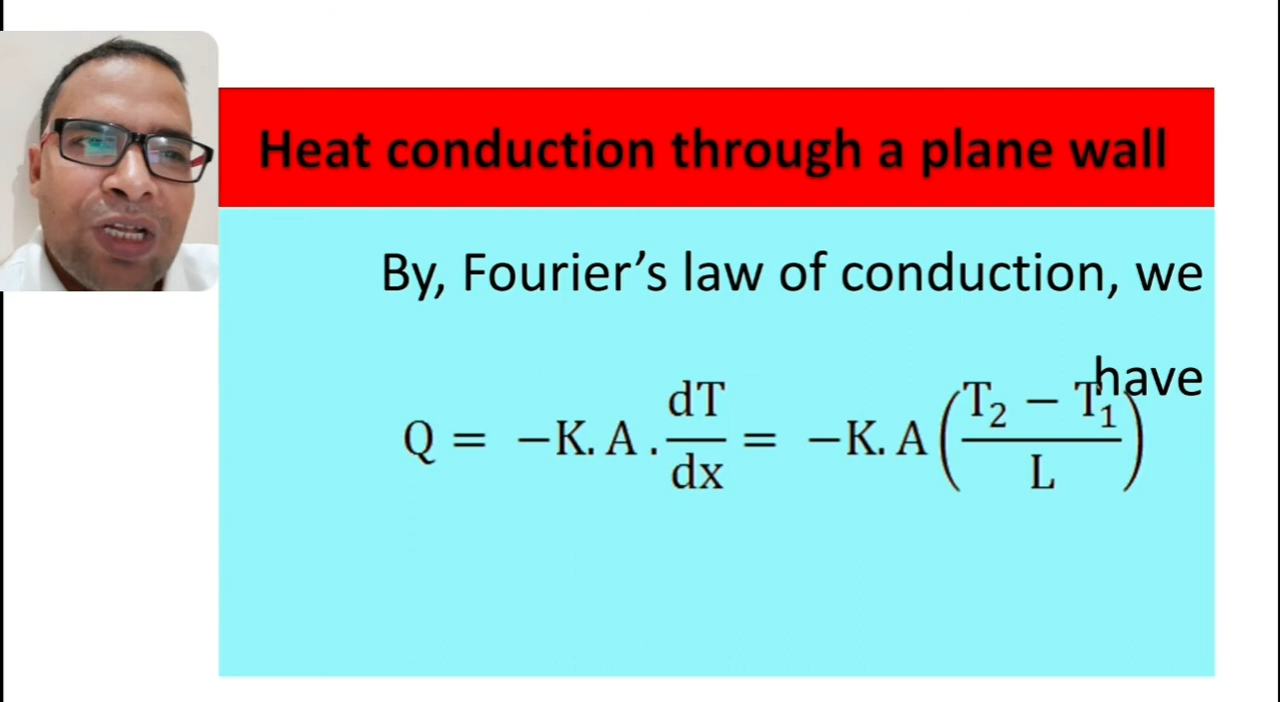 Heat conduction through a plane wall
By, Fourier’s law of conduction, we
have
Q = −K. A . dT/dx = −K. A (T₂ − T₁/L)